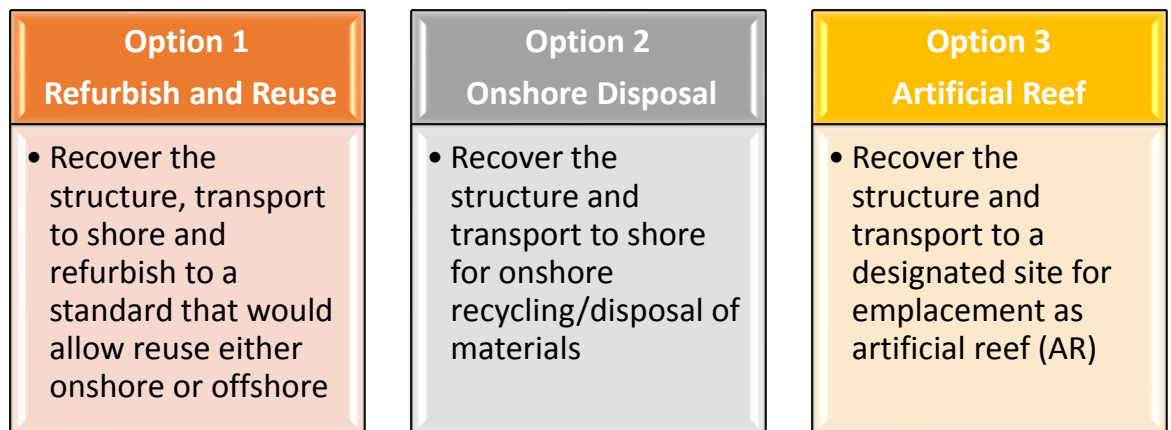 Option 1
Refurbish and Reuse
• Recover the
structure, transport
to shore and
refurbish to a
standard that would
allow reuse either
onshore or offshore
Option 2
Onshore Disposal
• Recover the
structure and
transport to shore
for onshore
recycling/disposal of
materials
Option 3
Artificial Reef
• Recover the
structure and
transport to a
designated site for
emplacement as
artificial reef (AR)